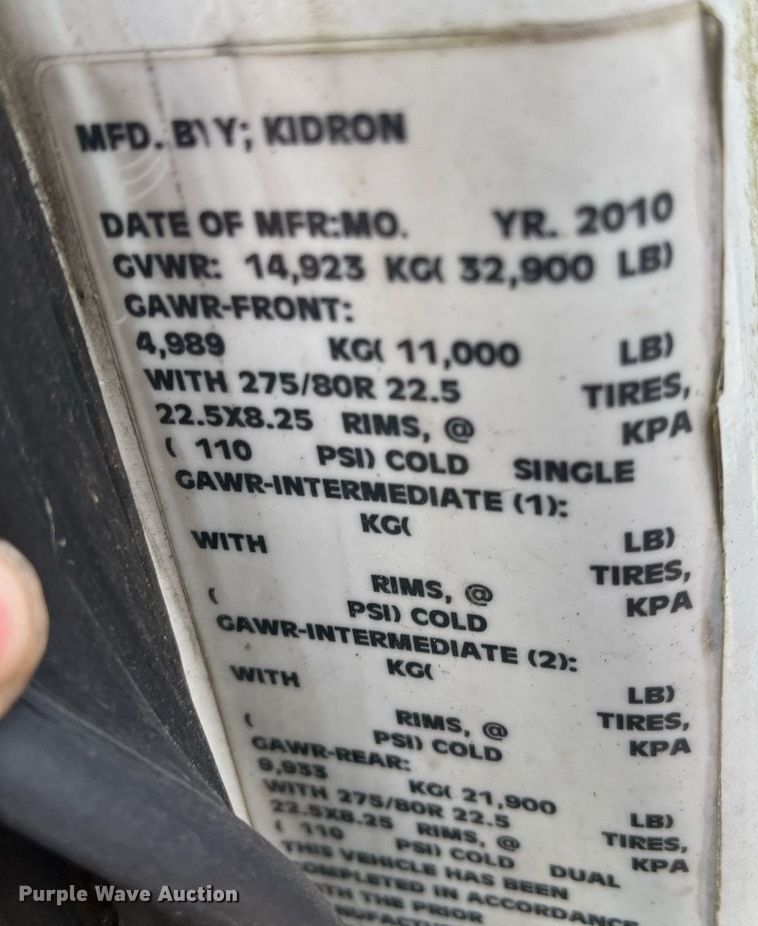 MFD. B\Y; KIDRON
DATE OF MFR:MO. YR. 2010
GVWR: 14,923 KG( 32,900 LB)
GAWR-FRONT:
4,989 KG( 11,000 LB)
WITH 275/80R 22.5 TIRES,
22.5X8.25 RIMS, @ KPA
( 110 PSI) COLD SINGLE
GAWR-INTERMEDIATE (1):
KG( LB)
WITH TIRES,
RIMS, @ KPA
( PSI) COLD
GAWR-INTERMEDIATE (2):
KG( LB)
WITH TIRES,
RIMS, @ KPA
( PSI) COLD
GAWR-REAR:
9,933 KG( 21,900 LB)
WITH 275/80R 22.5 TIRES,
22.5X8.25 RIMS, @ KPA
( 110 PSI) COLD DUAL
THIS VEHICLE HAS BEEN
COMPLETED IN ACCORDANCE
WITH THE PRIOR
Purple Wave Auction